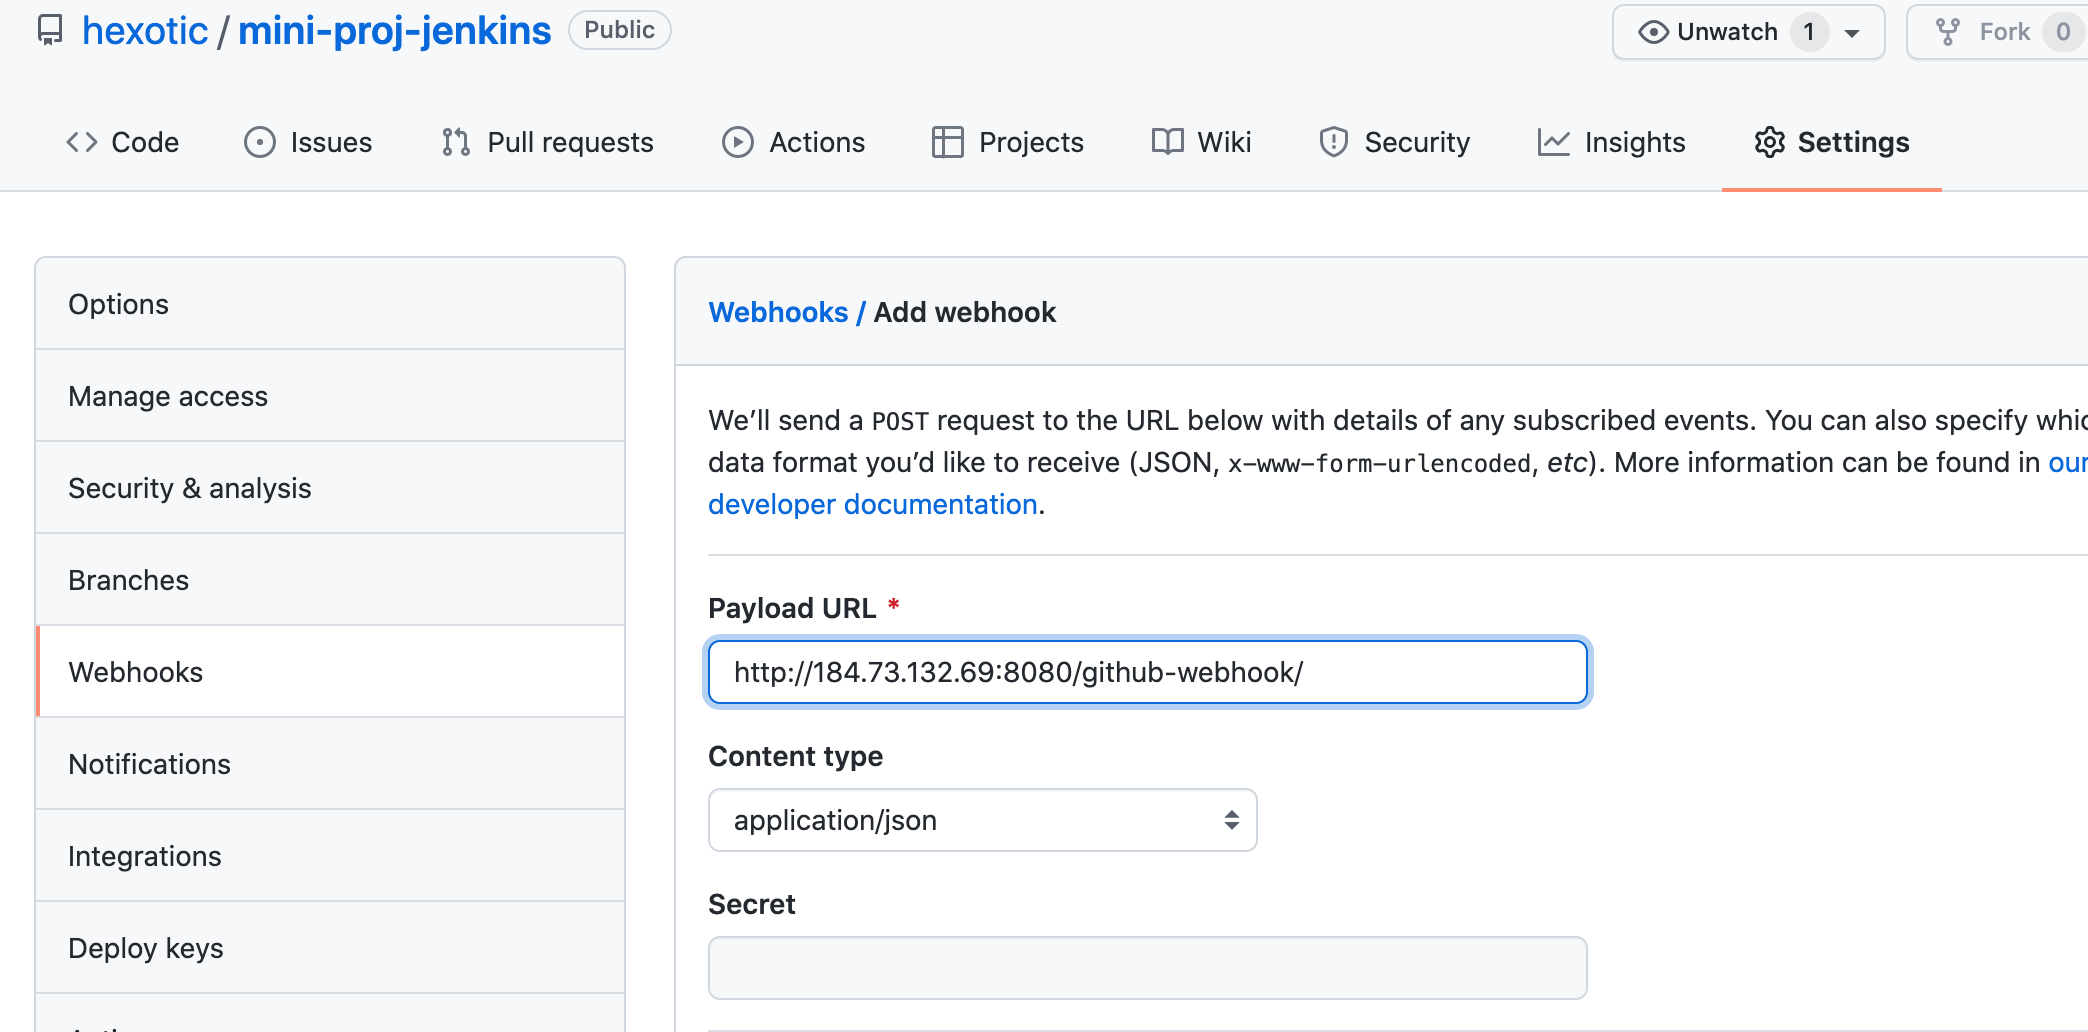 hexotic / mini-proj-jenkins Public Unwatch 1 Fork 0
Code Issues Pull requests Actions Projects Wiki Security Insights Settings
Options
Manage access
Security & analysis
Branches
Webhooks
Notifications
Integrations
Deploy keys
Webhooks / Add webhook
We’ll send a POST request to the URL below with details of any subscribed events. You can also specify whic
data format you’d like to receive (JSON, x-www-form-urlencoded, etc). More information can be found in our
developer documentation.
Payload URL *
http://184.73.132.69:8080/github-webhook/
Content type
application/json
Secret